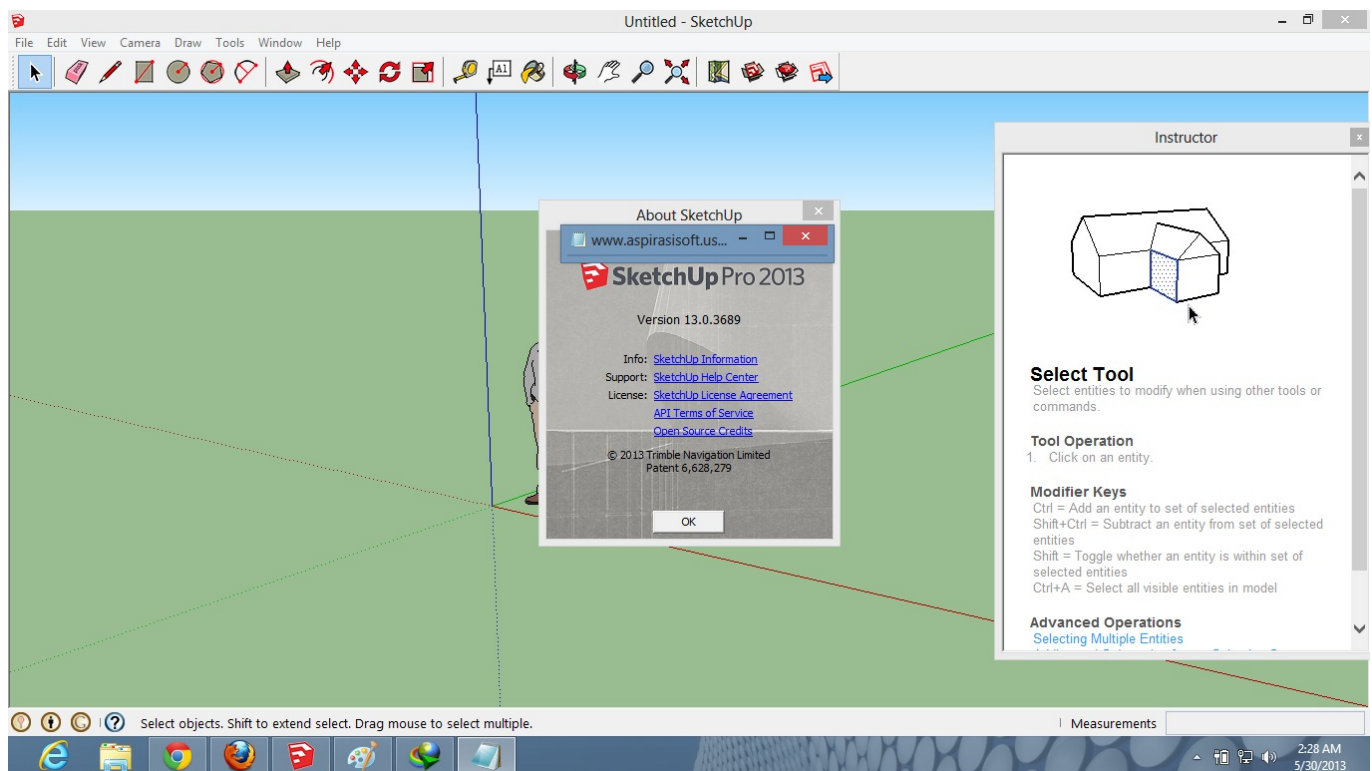 Untitled - SketchUp
File Edit View Camera Draw Tools Window Help
A1
Instructor
About SketchUp
www.aspirasisoft.us...
SketchUp Pro 2013
Version 13.0.3689
Info: SketchUp Information
Support: SketchUp Help Center
License: SketchUp License Agreement
API Terms of Service
Open Source Credits
© 2013 Trimble Navigation Limited
Patent 6,628,279
OK
Select Tool
Select entities to modify when using other tools or
commands.
Tool Operation
1. Click on an entity.
Modifier Keys
Ctrl = Add an entity to set of selected entities
Shift+Ctrl = Subtract an entity from set of selected
entities
Shift = Toggle whether an entity is within set of
selected entities
Ctrl+A = Select all visible entities in model
Advanced Operations
Selecting Multiple Entities
Select objects. Shift to extend select. Drag mouse to select multiple.
Measurements
2:28 AM
5/30/2013